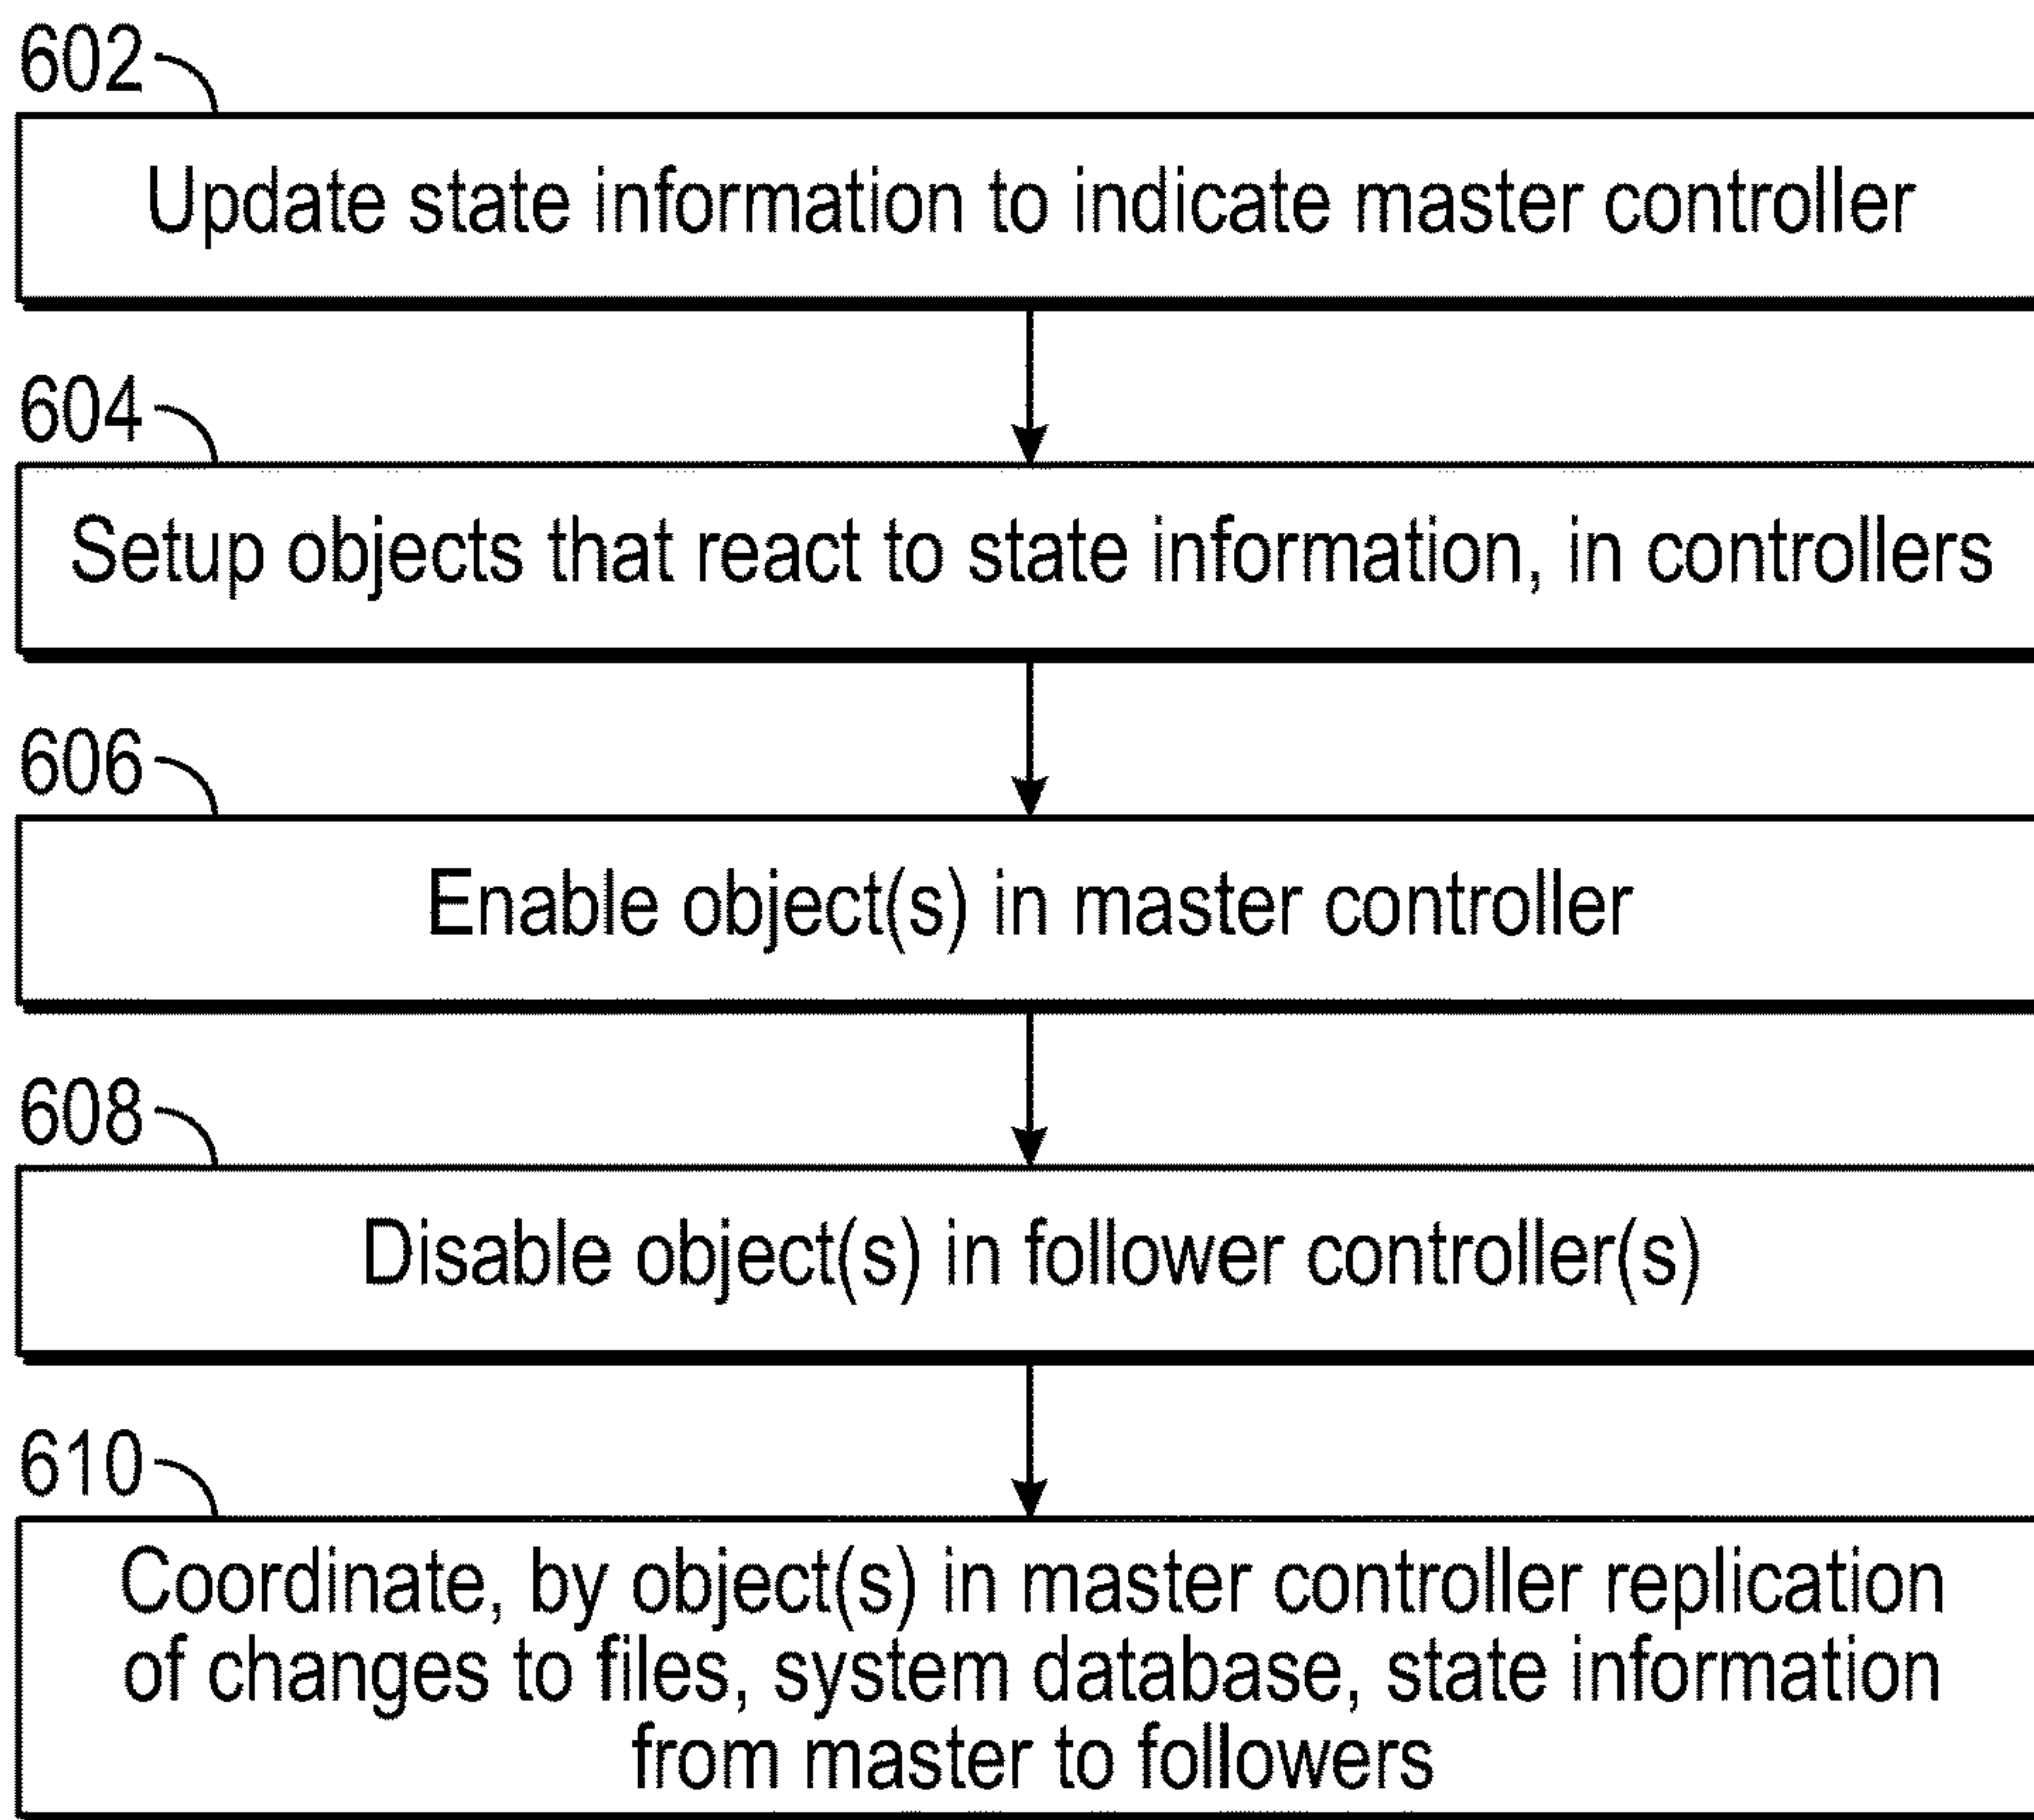 602
Update state information to indicate master controller
604
Setup objects that react to state information, in controllers
606
Enable object(s) in master controller
608
Disable object(s) in follower controller(s)
610
Coordinate, by object(s) in master controller replication
of changes to files, system database, state information
from master to followers